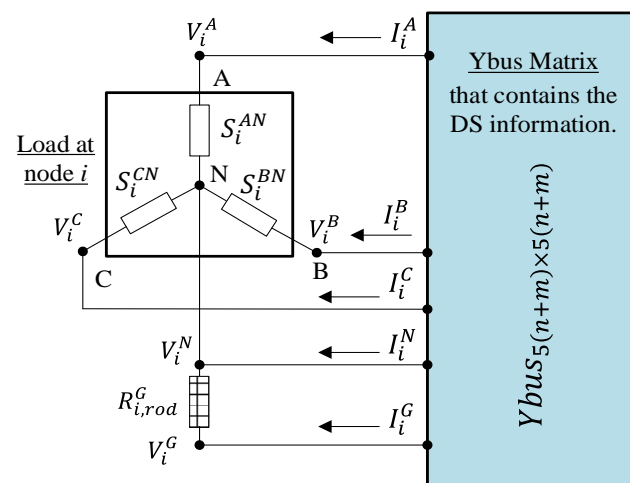 V_i^A
I_i^A
Ybus Matrix
that contains the
DS information.
A
Load at
node i
S_i^{AN}
S_i^{CN}
N
S_i^{BN}
V_i^C
V_i^B
I_i^B
C
B
I_i^C
V_i^N
I_i^N
R_{i,rod}^G
V_i^G
I_i^G
Ybus_{5(n+m)×5(n+m)}